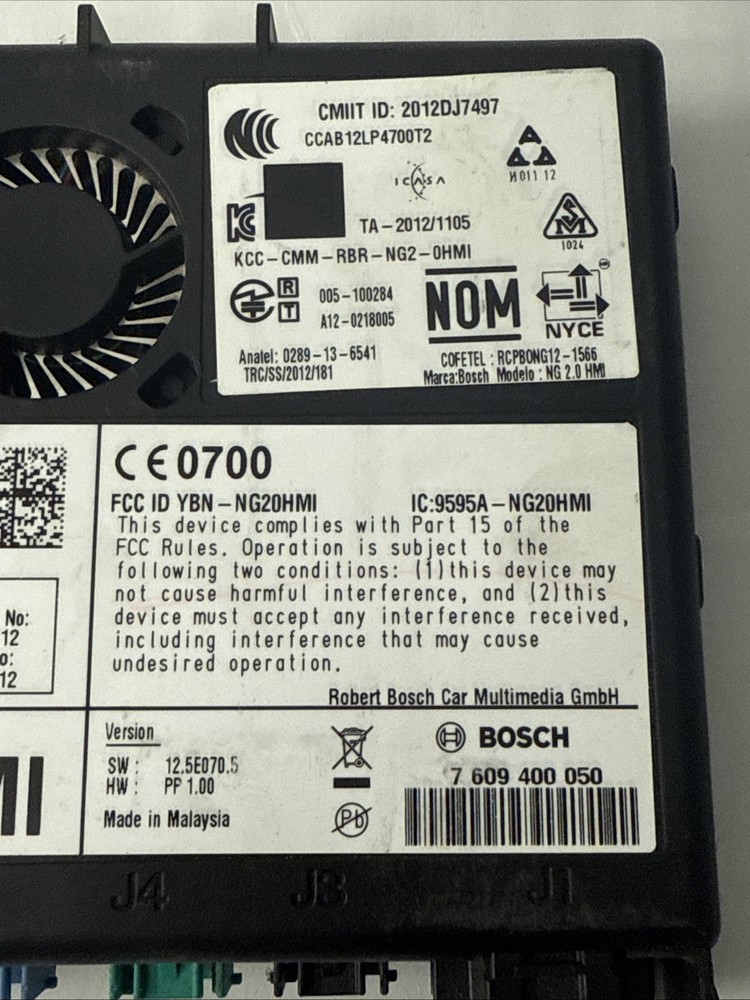 CMIIT ID: 2012DJ7497
CCAB12LP4700T2
И011 12
ICASA
TA-2012/1105
1024
KCC-CMM-RBR-NG2-0HMI
R
T
005-100284
A12-0218005
NOM
NYCE
Anatel: 0289-13-6541
TRC/SS/2012/181
COFETEL : RCPBONG12-1566
Marca:Bosch Modelo : NG 2.0 HMI
CE0700
FCC ID YBN-NG20HMI
IC:9595A-NG20HMI
This device complies with Part 15 of the
FCC Rules. Operation is subject to the
following two conditions: (1)this device may
not cause harmful interference, and (2)this
device must accept any interference received,
including interference that may cause
undesired operation.
No:
12
o:
12
Robert Bosch Car Multimedia GmbH
MI
Version
SW : 12.5E070.5
HW : PP 1.00
Made in Malaysia
Pb
BOSCH
7 609 400 050
J4
J3
J1